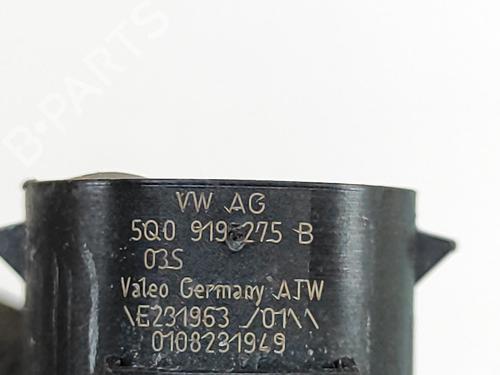 B-PARTS
VW AG
5Q0 919 275 B
03S
Valeo Germany AJW
\E231963 /01\\
0108231949